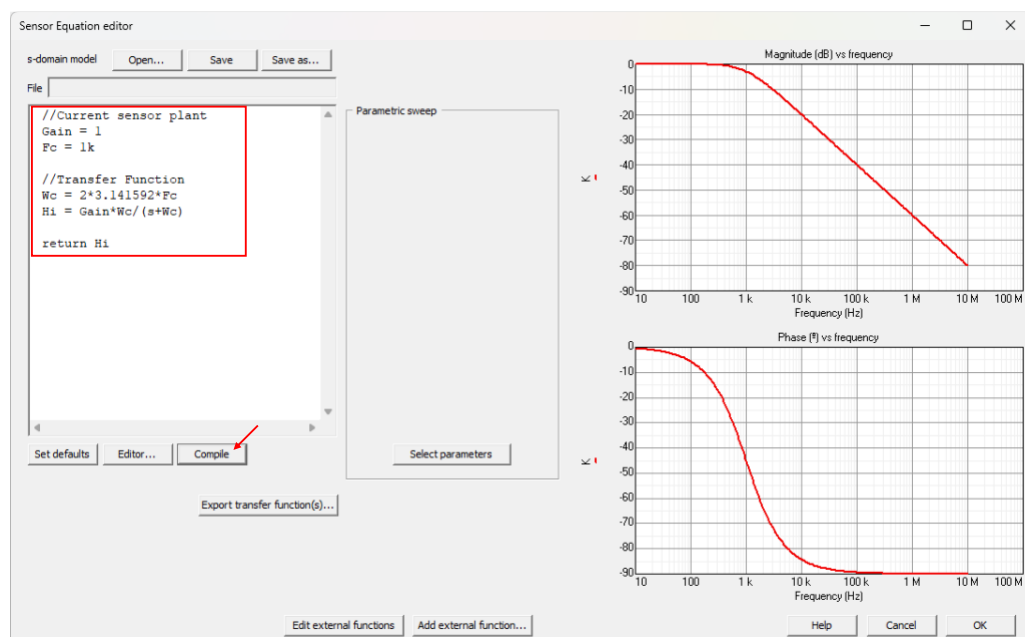 Sensor Equation editor
s-domain model Open... Save Save as...
File
//Current sensor plant
Gain = 1
Fc = 1k
//Transfer Function
Wc = 2*3.141592*Fc
Hi = Gain*Wc/(s+Wc)
return Hi
Set defaults Editor... Compile
Export transfer function(s)...
Parametric sweep
Select parameters
Magnitude (dB) vs frequency
0
-10
-20
-30
-40
-50
-60
-70
-80
-90
K
10 100 1 k 10 k 100 k 1 M 10 M 100 M
Frequency (Hz)
Phase (º) vs frequency
0
-10
-20
-30
-40
-50
-60
-70
-80
-90
K
10 100 1 k 10 k 100 k 1 M 10 M 100 M
Frequency (Hz)
Edit external functions Add external function... Help Cancel OK